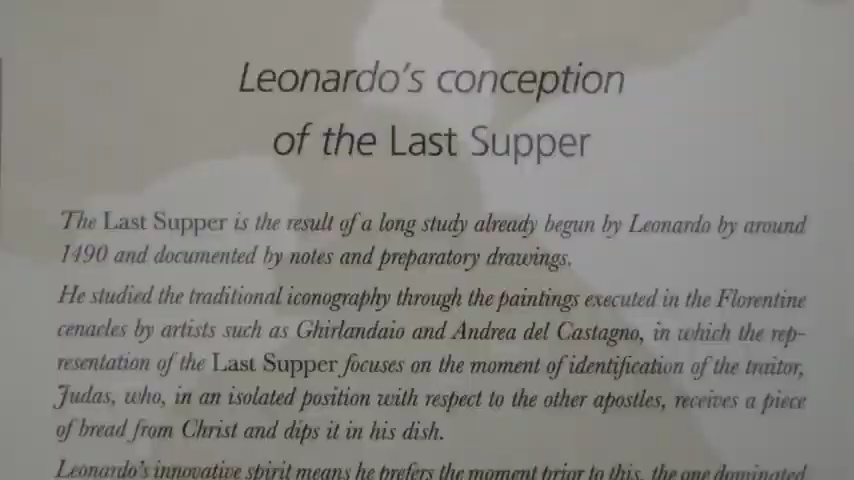 Leonardo's conception
of the Last Supper
The Last Supper is the result of a long study already begun by Leonardo by around
1490 and documented by notes and preparatory drawings.
He studied the traditional iconography through the paintings executed in the Florentine
cenacles by artists such as Ghirlandaio and Andrea del Castagno, in which the rep-
resentation of the Last Supper focuses on the moment of identification of the traitor,
Judas, who, in an isolated position with respect to the other apostles, receives a piece
of bread from Christ and dips it in his dish.
Leonardo's innovative spirit means he prefers the moment prior to this, the one dominated